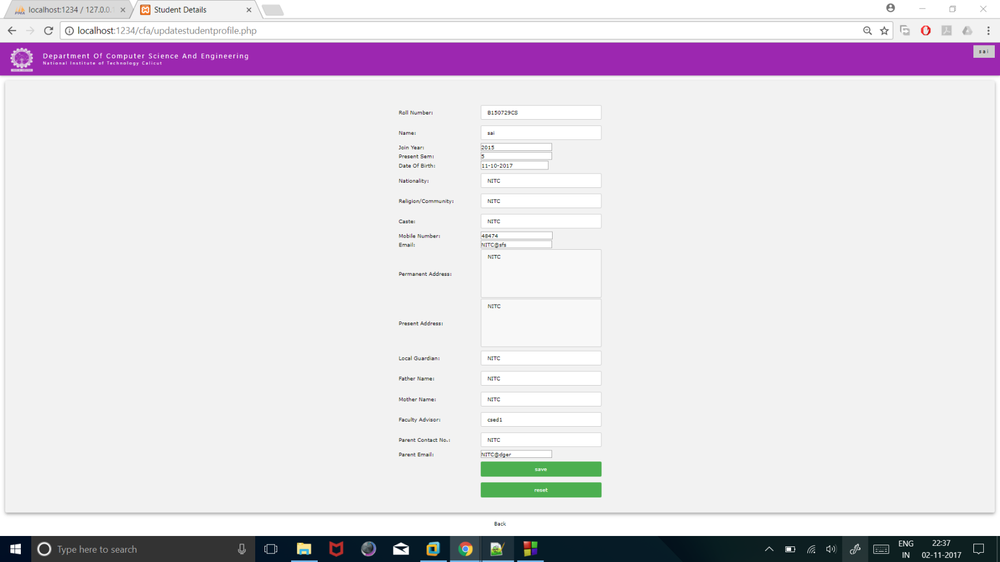 localhost:1234 / 127.0.0.1
Student Details
localhost:1234/cfa/updatestudentprofile.php
Department Of Computer Science And Engineering
National Institute of Technology Calicut
sai
Roll Number: B150729CS
Name: sai
Join Year: 2015
Present Sem: 5
Date Of Birth: 11-10-2017
Nationality: NITC
Religion/Community: NITC
Caste: NITC
Mobile Number: 48474
Email: NITC@sfs
Permanent Address: NITC
Present Address: NITC
Local Guardian: NITC
Father Name: NITC
Mother Name: NITC
Faculty Advisor: csed1
Parent Contact No.: NITC
Parent Email: NITC@dger
save
reset
Back
Type here to search
ENG
IN
22:37
02-11-2017